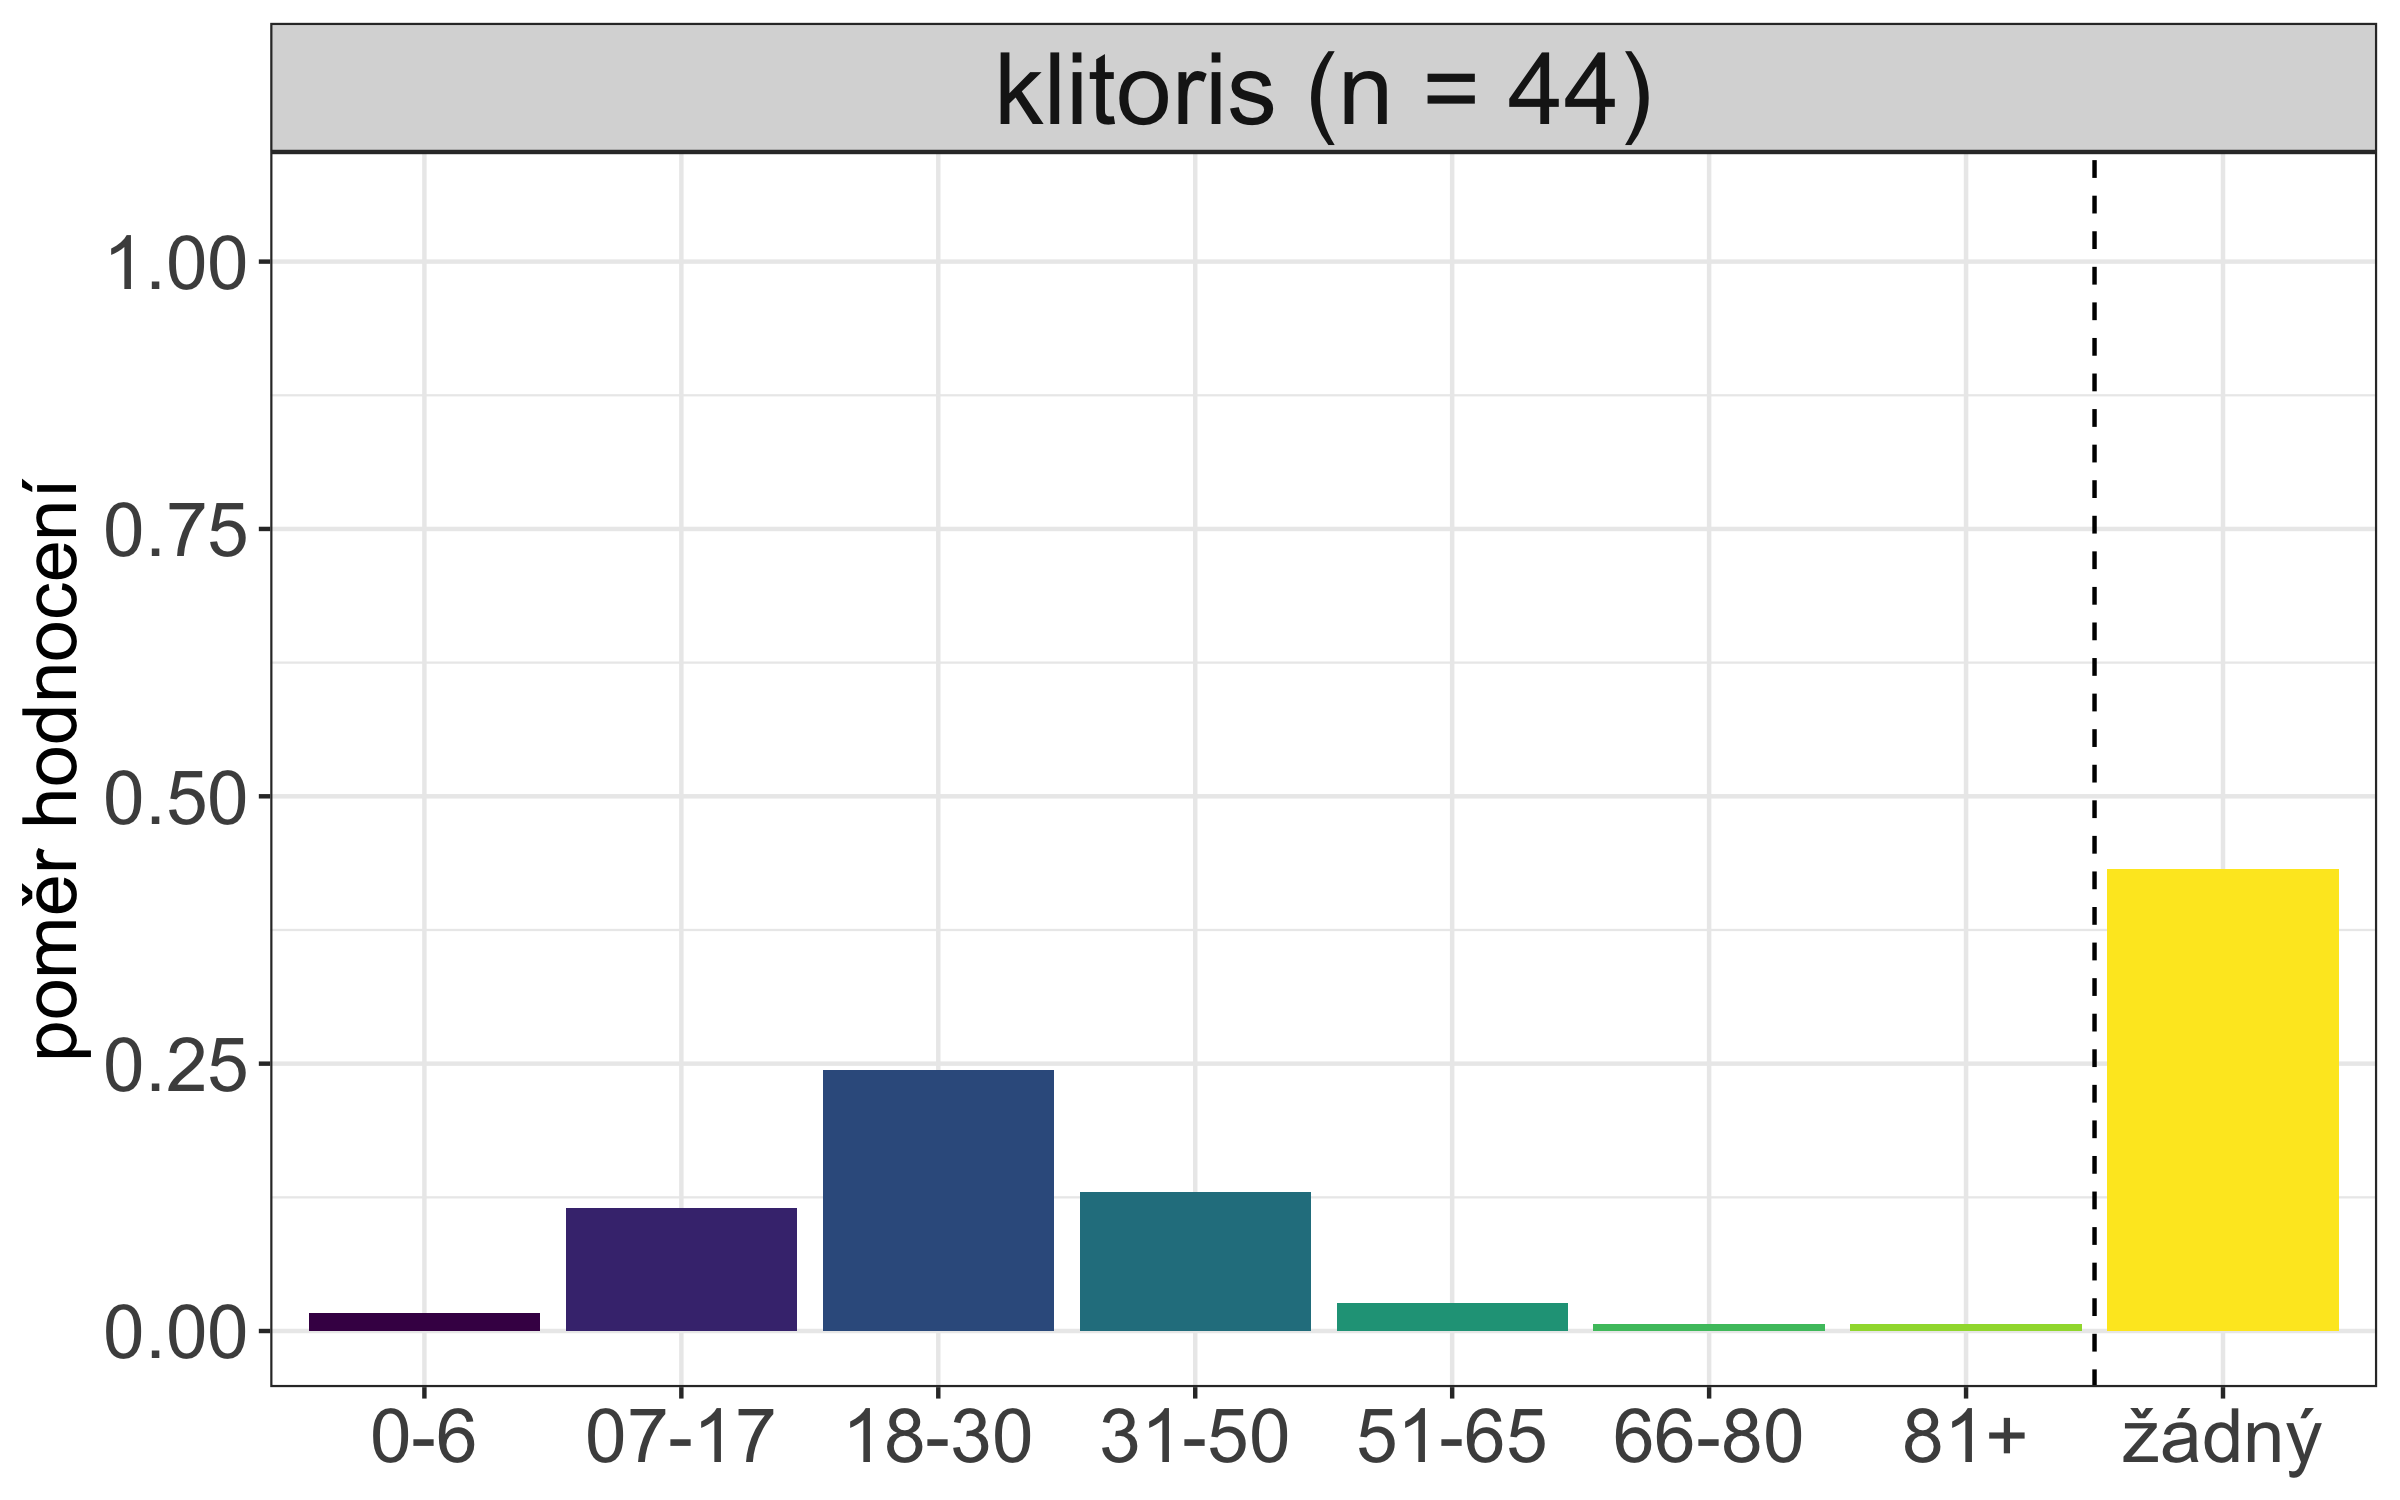 klitoris (n = 44)
poměr hodnocení
1.00
0.75
0.50
0.25
0.00
0-6 07-17 18-30 31-50 51-65 66-80 81+ žádný